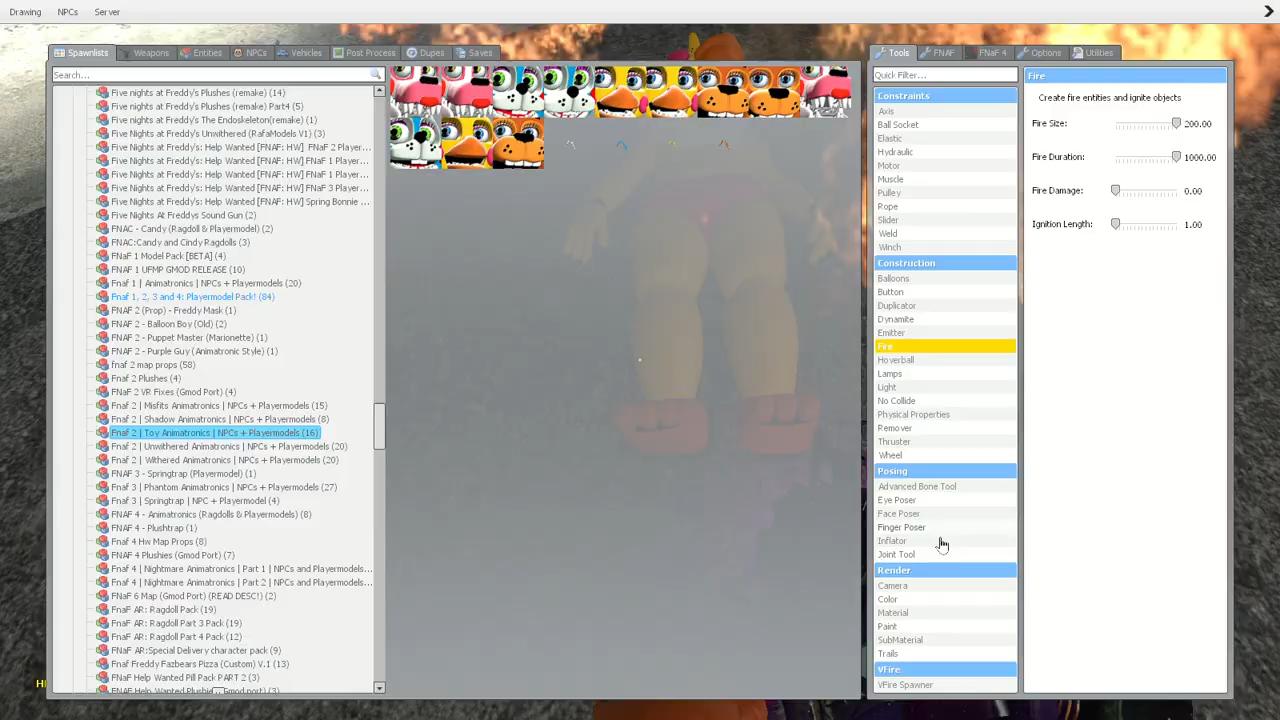 Drawing NPCs Server
Spawnlists Weapons Entities NPCs Vehicles Post Process Dupes Saves
Tools FNAF FNaF 4 Options Utilities
Search...
Five nights at Freddy's Plushes (remake) (14)
Five nights at Freddy's Plushes (remake) Part4 (5)
Five nights at Freddy's The Endoskeleton(remake) (1)
Five Nights at Freddy's Unwithered (RafaModels V1) (3)
Five Nights at Freddy's: Help Wanted [FNAF: HW] FNAF 2 Player...
Five Nights at Freddy's: Help Wanted [FNAF: HW] FNAF 1 Player...
Five Nights at Freddy's: Help Wanted [FNAF: HW] FNAF 1 Player...
Five Nights at Freddy's: Help Wanted [FNAF: HW] FNAF 3 Player...
Five Nights at Freddy's: Help Wanted [FNAF: HW] Spring Bonnie ...
Five Nights At Freddys Sound Gun (2)
FNAC - Candy (Ragdoll & Playermodel) (2)
FNAC:Candy and Cindy Ragdolls (3)
FNaF 1 Model Pack [BETA] (4)
FNAF 1 UFMP GMOD RELEASE (10)
Fnaf 1 | Animatronics | NPCs + Playermodels (20)
Fnaf 1, 2, 3 and 4: Playermodel Pack! (84)
FNAF 2 (Prop) - Freddy Mask (1)
FNAF 2 - Balloon Boy (Old) (2)
FNAF 2 - Puppet Master (Marionette) (1)
FNAF 2 - Purple Guy (Animatronic Style) (1)
fnaf 2 map props (58)
Fnaf 2 Plushes (4)
FNaF 2 VR Fixes (Gmod Port) (4)
Fnaf 2 | Misfits Animatronics | NPCs + Playermodels (15)
Fnaf 2 | Shadow Animatronics | NPCs + Playermodels (8)
Fnaf 2 | Toy Animatronics | NPCs + Playermodels (16)
Fnaf 2 | Unwithered Animatronics | NPCs + Playermodels (20)
Fnaf 2 | Withered Animatronics | NPCs + Playermodels (20)
FNAF 3 - Springtrap (Playermodel) (1)
Fnaf 3 | Phantom Animatronics | NPCs + Playermodels (27)
Fnaf 3 | Springtrap | NPC + Playermodel (4)
FNAF 4 - Animatronics (Ragdolls & Playermodels) (8)
FNAF 4 - Plushtrap (1)
Fnaf 4 Hw Map Props (8)
FNAF 4 Plushies (Gmod Port) (7)
Fnaf 4 | Nightmare Animatronics | Part 1 | NPCs and Playermodels...
Fnaf 4 | Nightmare Animatronics | Part 2 | NPCs and Playermodels...
FNAF 6 Map (Gmod Port) (READ DESC!) (2)
FnaF AR: Ragdoll Pack (19)
FnaF AR: Ragdoll Part 3 Pack (19)
FnaF AR: Ragdoll Part 4 Pack (12)
FnaF AR:Special Delivery character pack (9)
Fnaf Freddy Fazbears Pizza (Custom) V.1 (13)
FNaF Help Wanted Pill Pack PART 2 (3)
Quick Filter...
Constraints
Axis
Ball Socket
Elastic
Hydraulic
Motor
Muscle
Pulley
Rope
Slider
Weld
Winch
Construction
Balloons
Button
Duplicator
Dynamite
Emitter
Fire
Hoverball
Lamps
Light
No Collide
Physical Properties
Remover
Thruster
Wheel
Posing
Advanced Bone Tool
Eye Poser
Face Poser
Finger Poser
Inflator
Joint Tool
Render
Camera
Color
Material
Paint
SubMaterial
Trails
VFire
VFire Spawner
Fire
Create fire entities and ignite objects
Fire Size: 200.00
Fire Duration: 1000.00
Fire Damage: 0.00
Ignition Length: 1.00